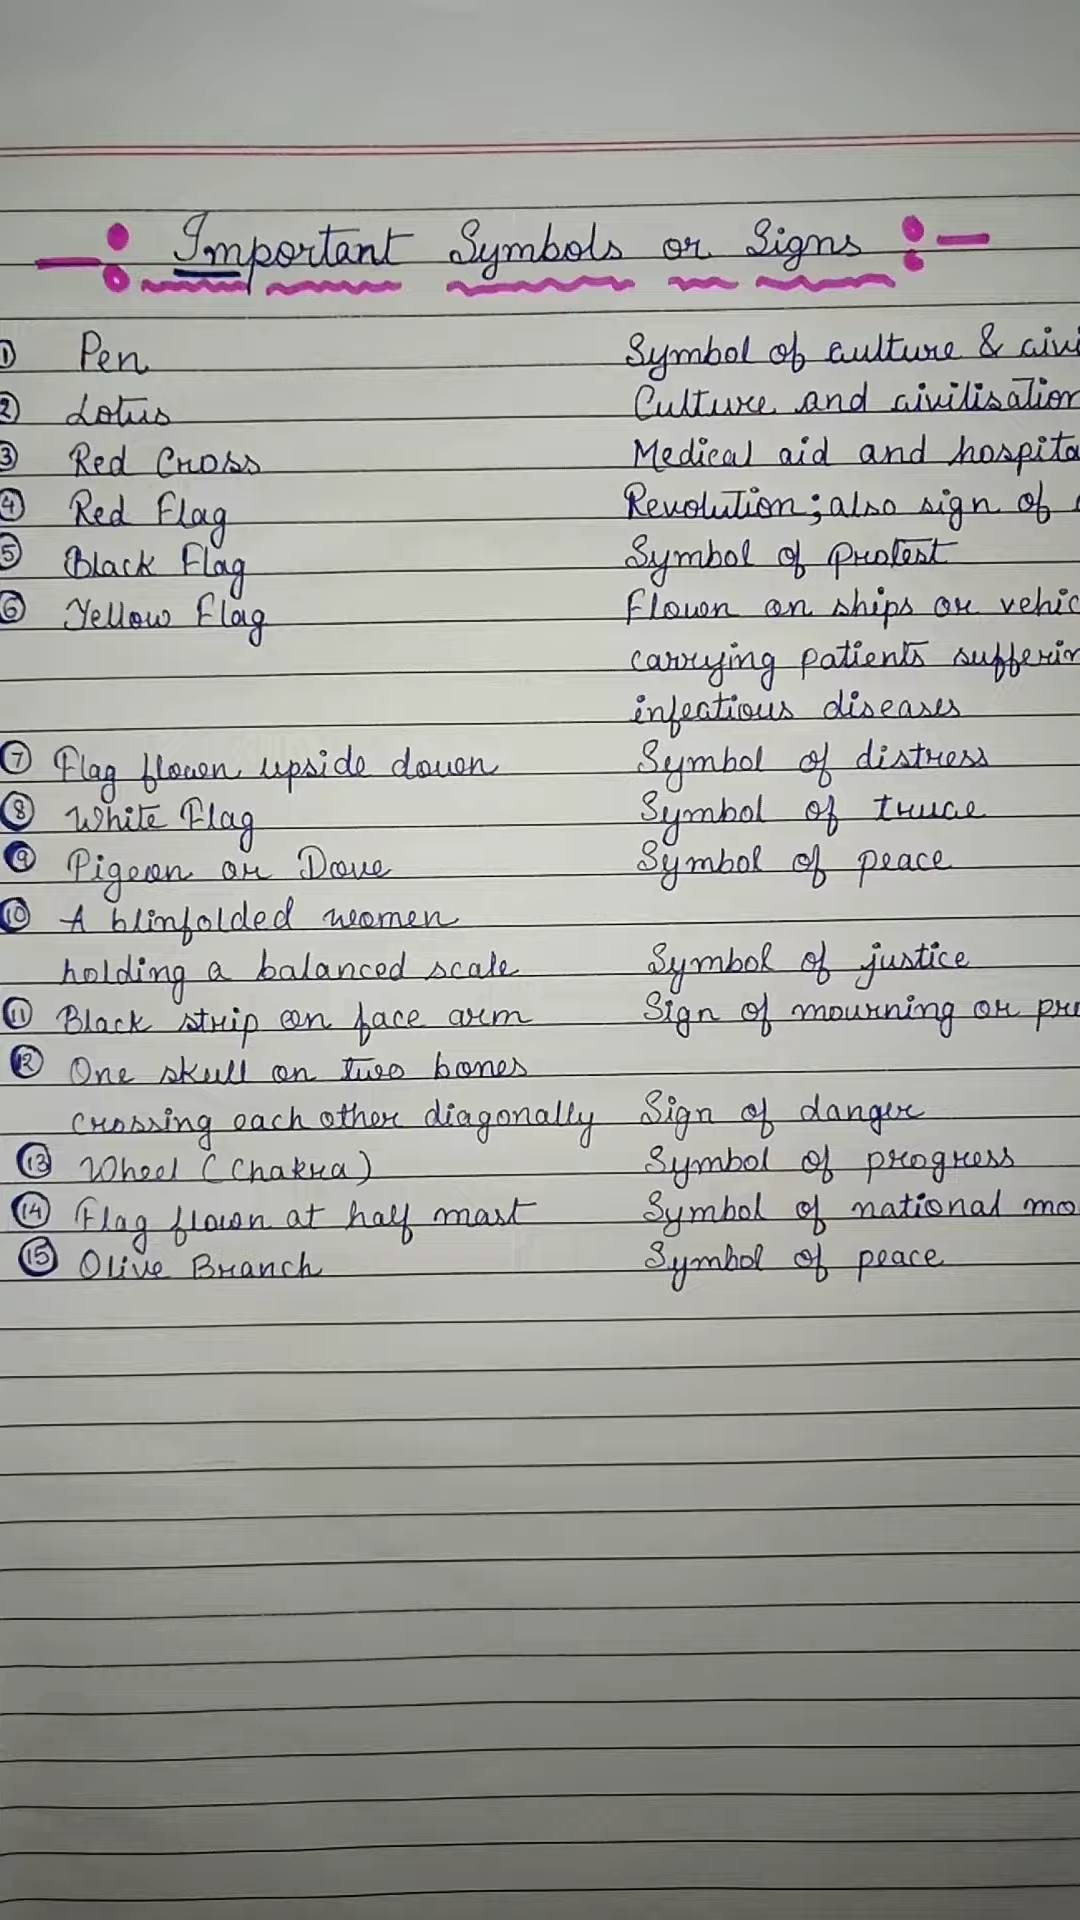 Important Symbols or Signs
1 Pen Symbol of culture & civi
2 Lotus Culture and civilisation
3 Red Cross Medical aid and hospita
4 Red Flag Revolution; also sign of
5 Black Flag Symbol of protest
6 Yellow Flag Flown on ships or vehic
carrying patients sufferin
infectious diseases
7 Flag flown upside down Symbol of distress
8 White Flag Symbol of truce
9 Pigeon or Dove Symbol of peace
10 A blinfolded women
holding a balanced scale Symbol of justice
11 Black strip on face arm Sign of mourning or pr
12 One skull on two bones
crossing each other diagonally Sign of danger
13 Wheel (Chakra) Symbol of progress
14 Flag flown at half mast Symbol of national mo
15 Olive Branch Symbol of peace